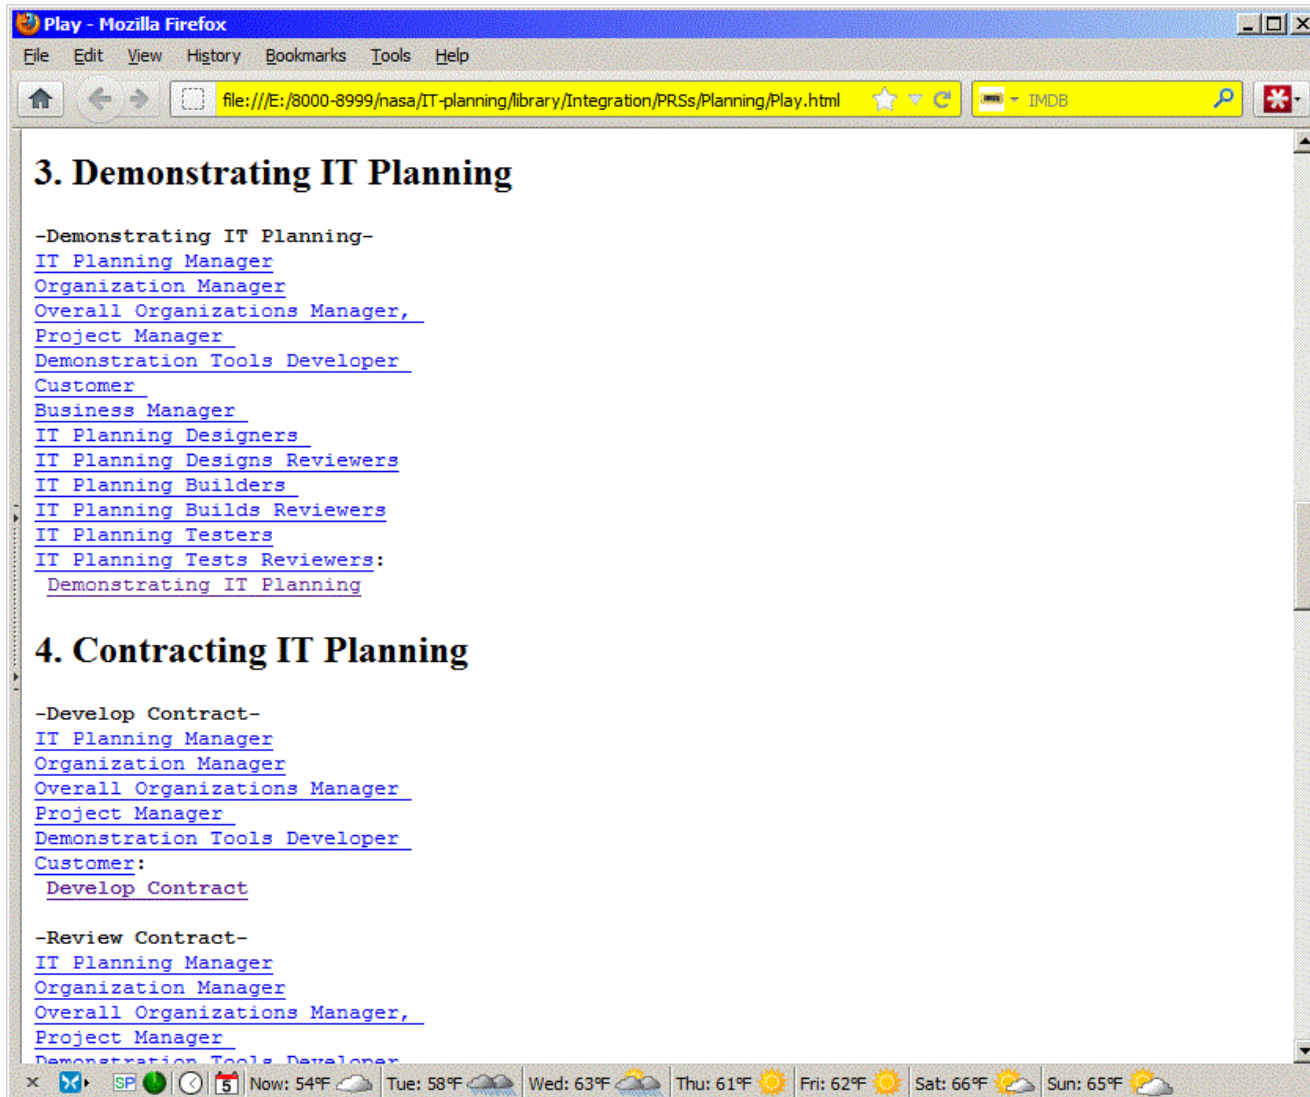 Play - Mozilla Firefox
File Edit View History Bookmarks Tools Help
file:///E:/8000-8999/nasa/IT-planning/library/Integration/PRSs/Planning/Play.html IMDB
3. Demonstrating IT Planning
-Demonstrating IT Planning-
IT Planning Manager
Organization Manager
Overall Organizations Manager,
Project Manager
Demonstration Tools Developer
Customer
Business Manager
IT Planning Designers
IT Planning Designs Reviewers
IT Planning Builders
IT Planning Builds Reviewers
IT Planning Testers
IT Planning Tests Reviewers:
Demonstrating IT Planning
4. Contracting IT Planning
-Develop Contract-
IT Planning Manager
Organization Manager
Overall Organizations Manager
Project Manager
Demonstration Tools Developer
Customer:
Develop Contract
-Review Contract-
IT Planning Manager
Organization Manager
Overall Organizations Manager,
Project Manager
Demonstration Tools Developer
SP 5 Now: 54°F Tue: 58°F Wed: 63°F Thu: 61°F Fri: 62°F Sat: 66°F Sun: 65°F